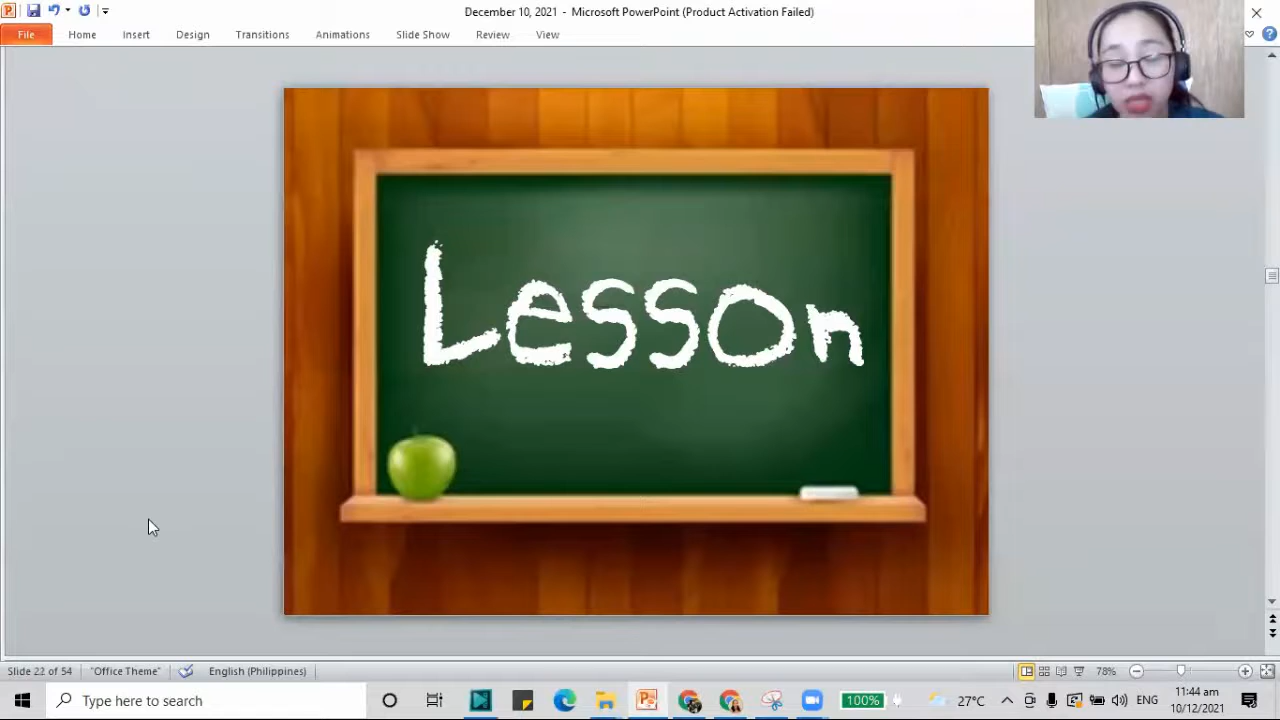 December 10, 2021 - Microsoft PowerPoint (Product Activation Failed)
File Home Insert Design Transitions Animations Slide Show Review View
Lesson
Slide 22 of 54 "Office Theme" English (Philippines) 78%
Type here to search 100% 27°C ENG 11:44 am
10/12/2021